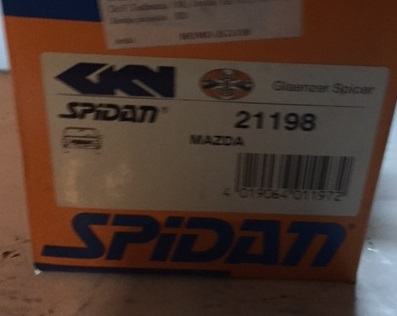 GKN Glaenzer Spicer
SPiDAN® 21198
MAZDA
4 019064 011972
SPiDAN